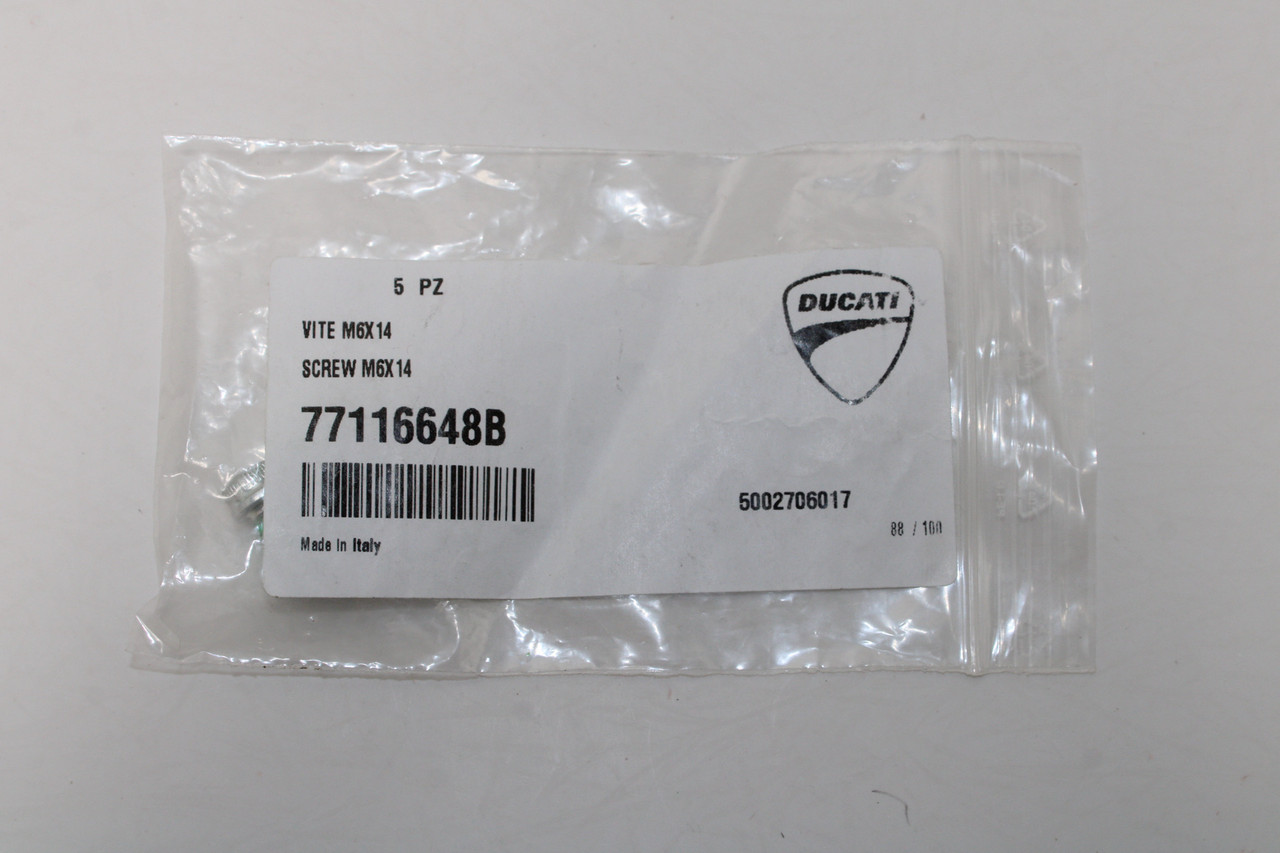 5 PZ
DUCATI
VITE M6X14
SCREW M6X14
77116648B
5002706017
88 / 100
Made In Italy